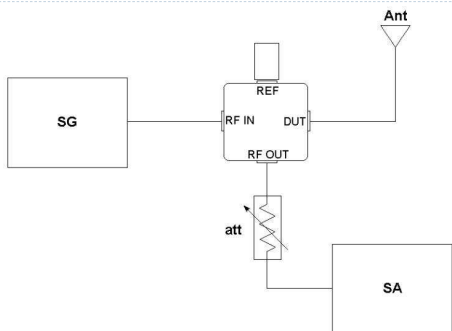 Ant
REF
SG
RF IN
DUT
RF OUT
att
SA